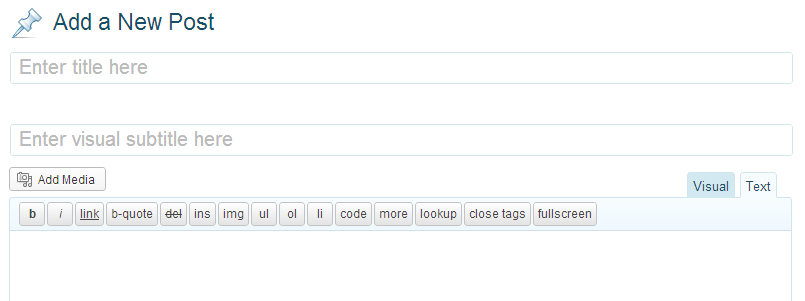 Add a New Post
Enter title here
Enter visual subtitle here
Add Media
Visual Text
b i link b-quote del ins img ul ol li code more lookup close tags fullscreen